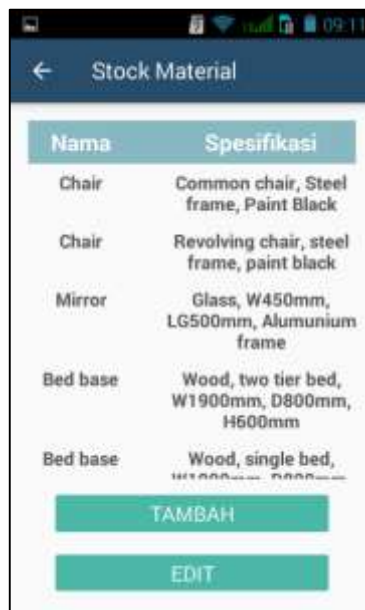 09:11
Stock Material
Nama Spesifikasi
Chair Common chair, Steel
frame, Paint Black
Chair Revolving chair, steel
frame, paint black
Mirror Glass, W450mm,
LG500mm, Alumunium
frame
Bed base Wood, two tier bed,
W1900mm, D800mm,
H600mm
Bed base Wood, single bed,
TAMBAH
EDIT